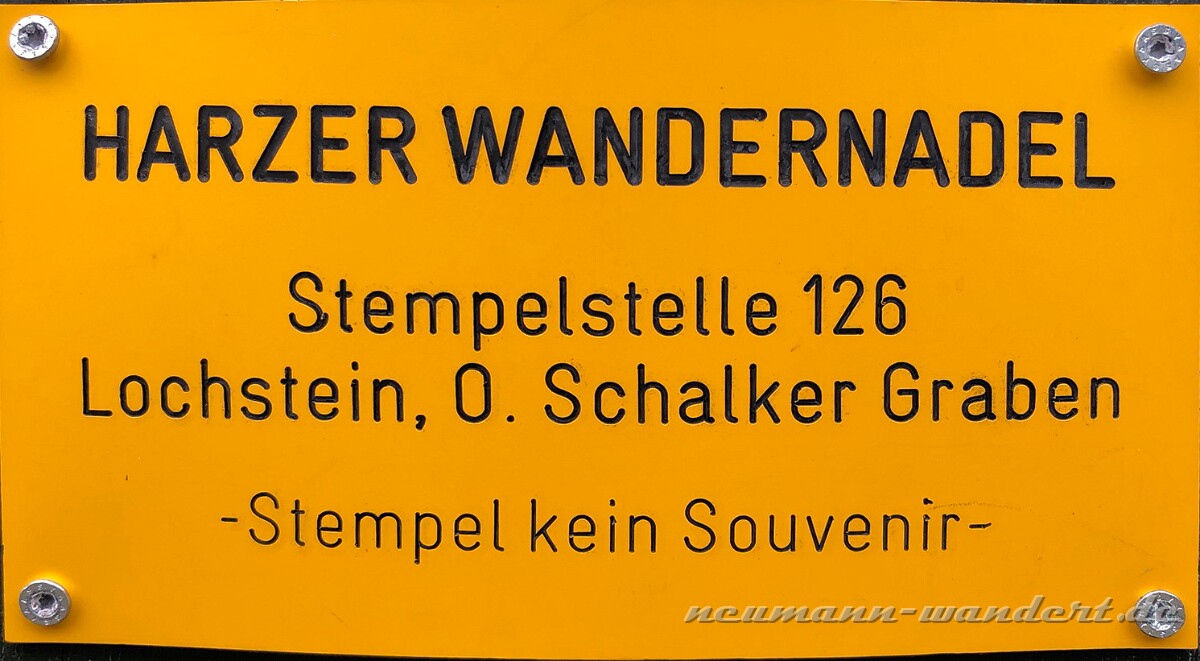 HARZER WANDERNADEL
Stempelstelle 126
Lochstein, O. Schalker Graben
-Stempel kein Souvenir-
neumann-wandert.de